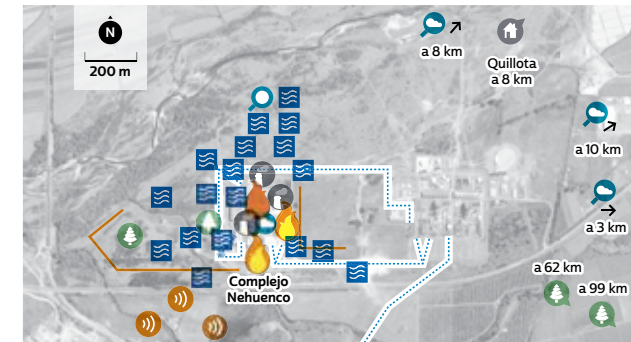 N
200 m
a 8 km
Quillota
a 8 km
a 10 km
a 3 km
a 62 km
a 99 km
Complejo
Nehuenco